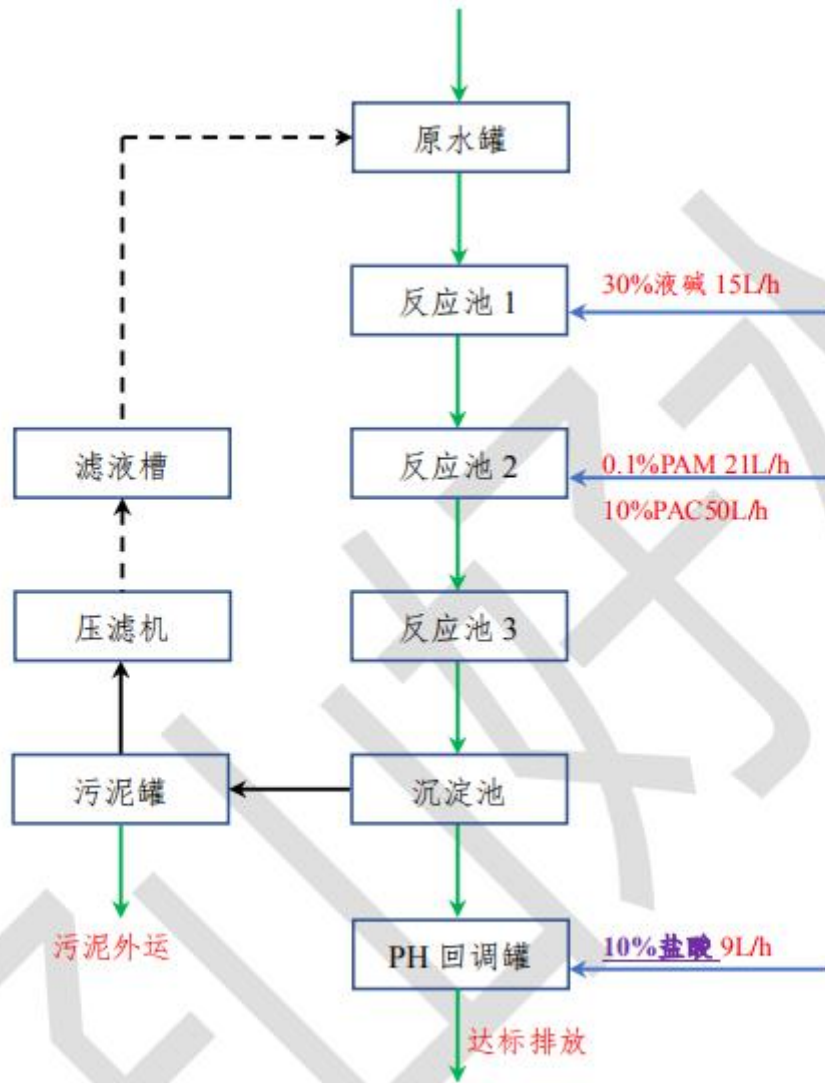 原水罐
反应池 1
30%液碱 15L/h
滤液槽
反应池 2
0.1%PAM 21L/h
10%PAC50L/h
压滤机
反应池 3
污泥罐
沉淀池
污泥外运
PH 回调罐
10%盐酸 9L/h
达标排放